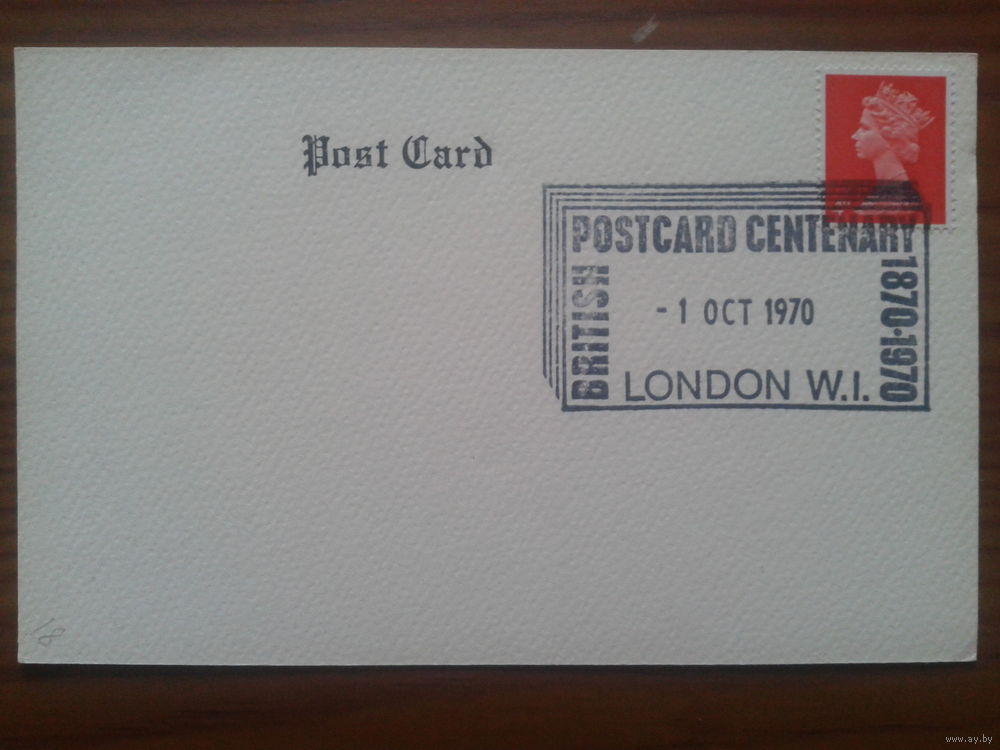 Post Card
POSTCARD CENTENARY
BRITISH
1870·1970
- 1 OCT 1970
LONDON W.I.
18
www.ay.by